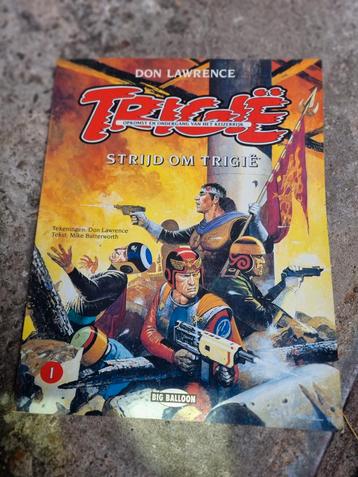 DON LAWRENCE
TRIGIË
OPKOMST EN ONDERGANG VAN HET KEIZERRIJK
STRIJD OM TRIGIË
Tekeningen: Don Lawrence
Tekst: Mike Butterworth
1
BIG BALLOON